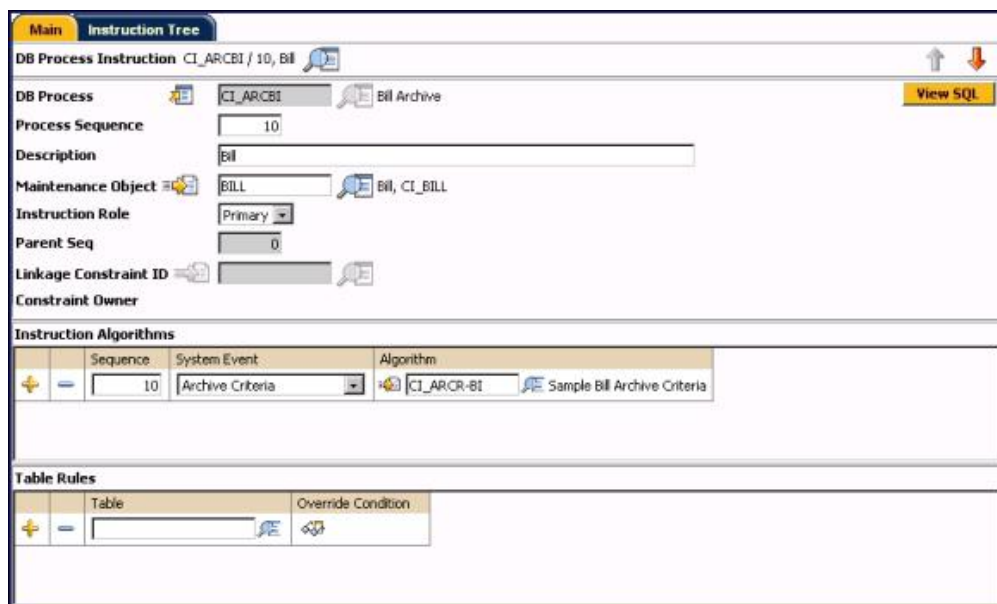 Main Instruction Tree
DB Process Instruction CI_ARCBI / 10, Bill
DB Process CI_ARCBI Bill Archive View SQL
Process Sequence 10
Description Bill
Maintenance Object BILL Bill, CI_BILL
Instruction Role Primary
Parent Seq 0
Linkage Constraint ID
Constraint Owner
Instruction Algorithms
Sequence System Event Algorithm
10 Archive Criteria CI_ARCR-BI Sample Bill Archive Criteria
Table Rules
Table Override Condition